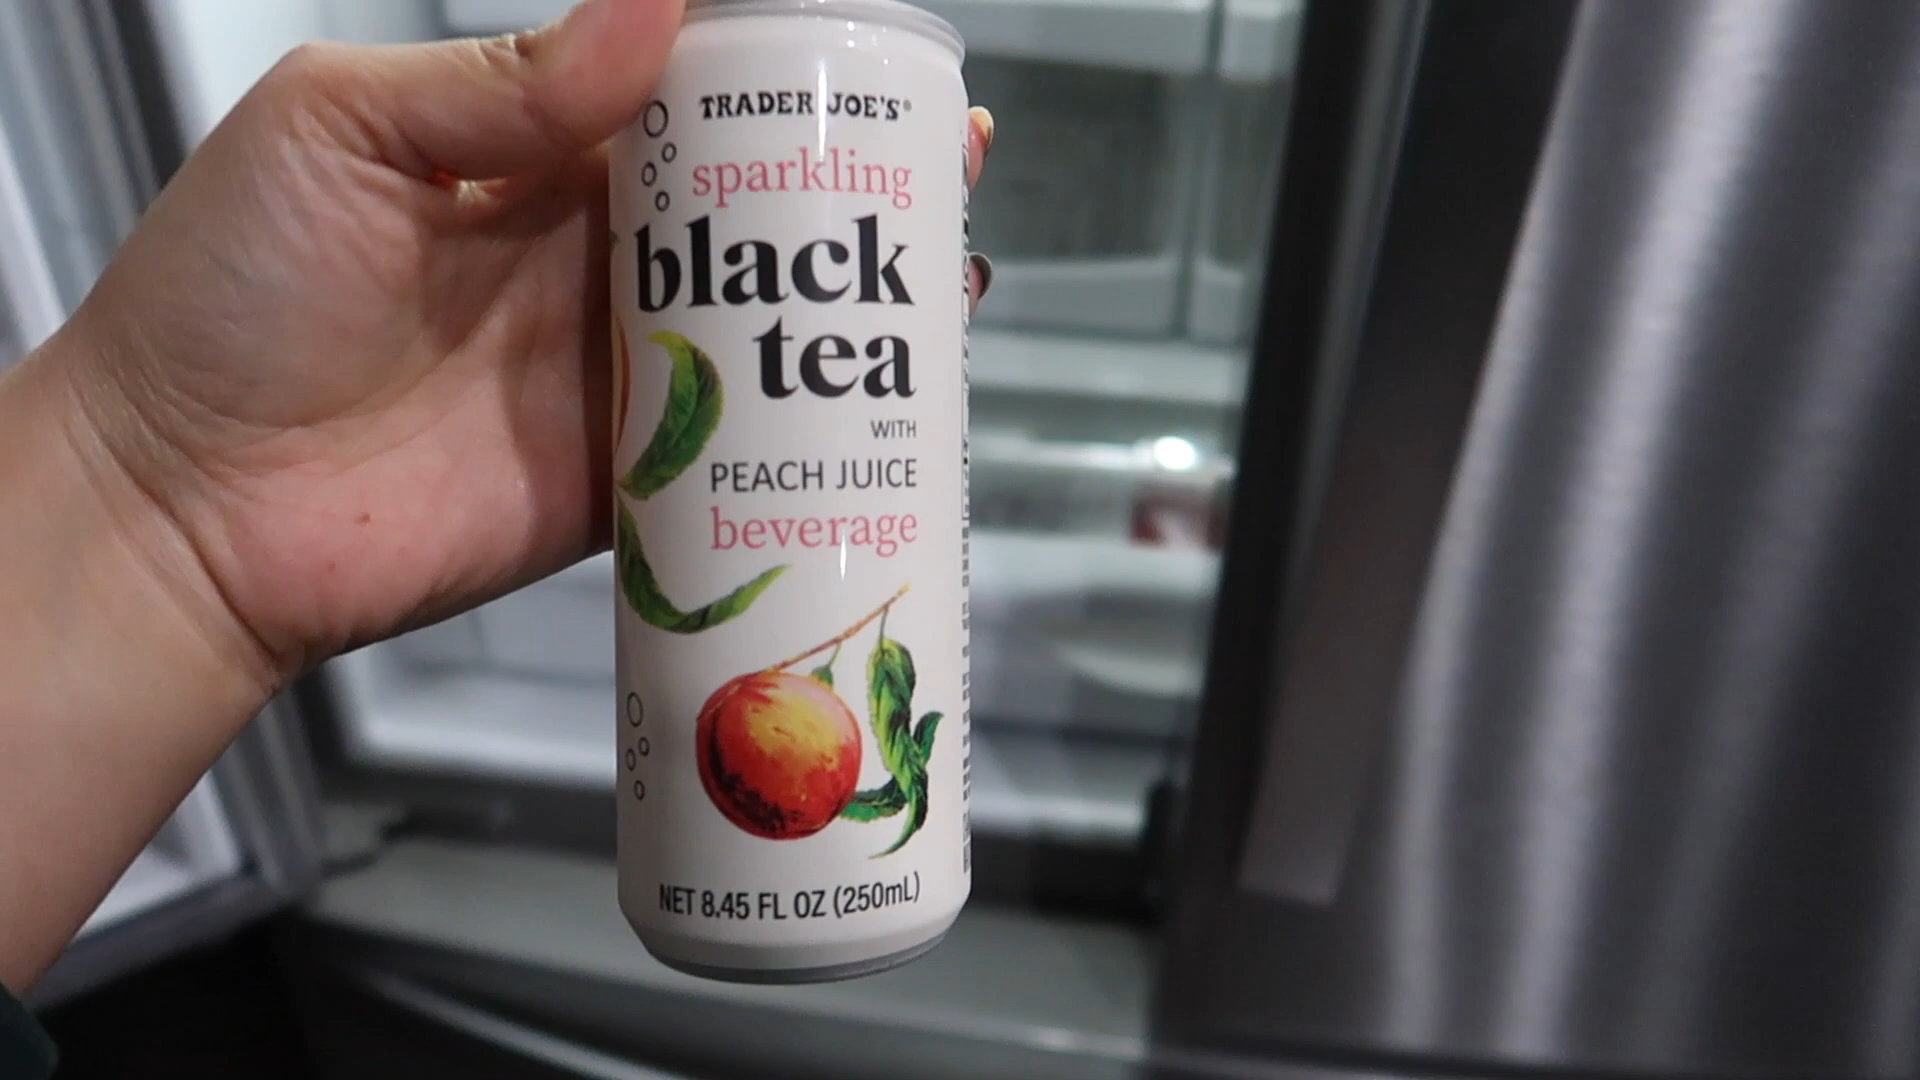 TRADER JOE'S®
sparkling
black
tea
WITH
PEACH JUICE
beverage
NET 8.45 FL OZ (250mL)